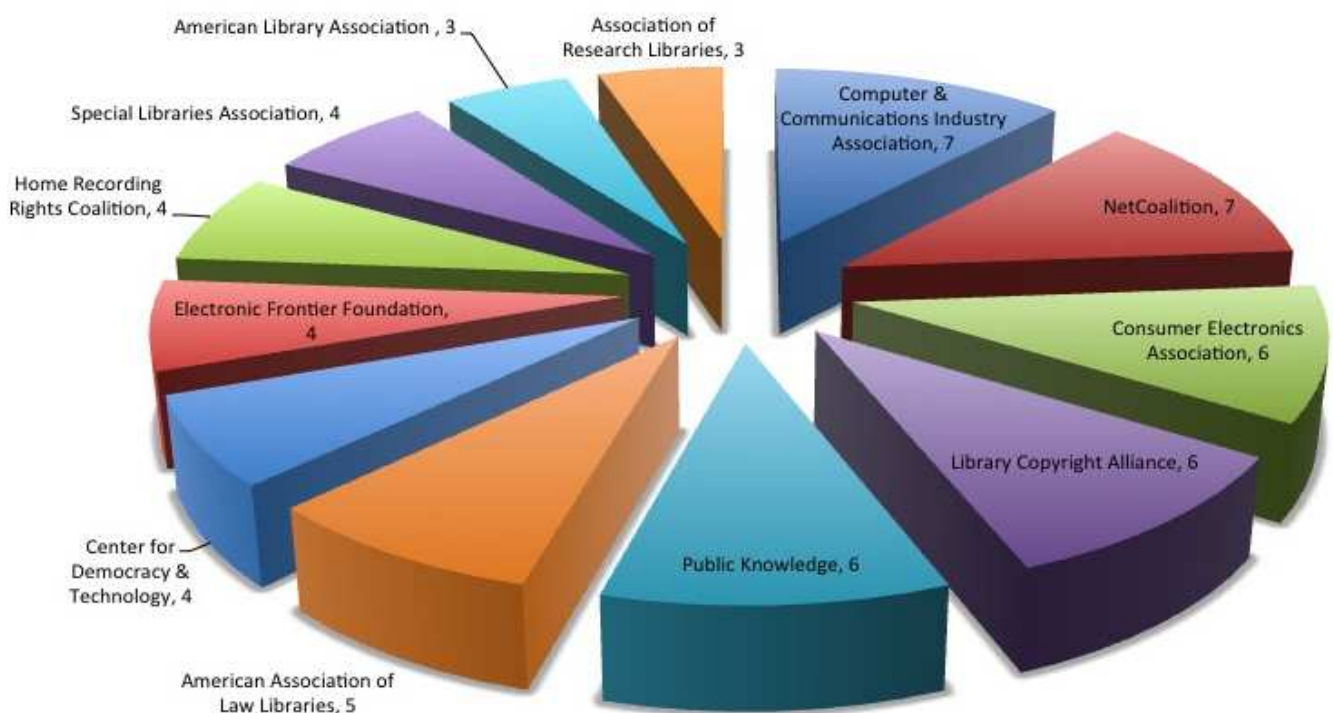 American Library Association , 3
Association of
Research Libraries, 3
Computer &
Communications Industry
Association, 7
Special Libraries Association, 4
NetCoalition, 7
Home Recording
Rights Coalition, 4
Electronic Frontier Foundation,
4
Consumer Electronics
Association, 6
Library Copyright Alliance, 6
Public Knowledge, 6
Center for
Democracy &
Technology, 4
American Association of
Law Libraries, 5